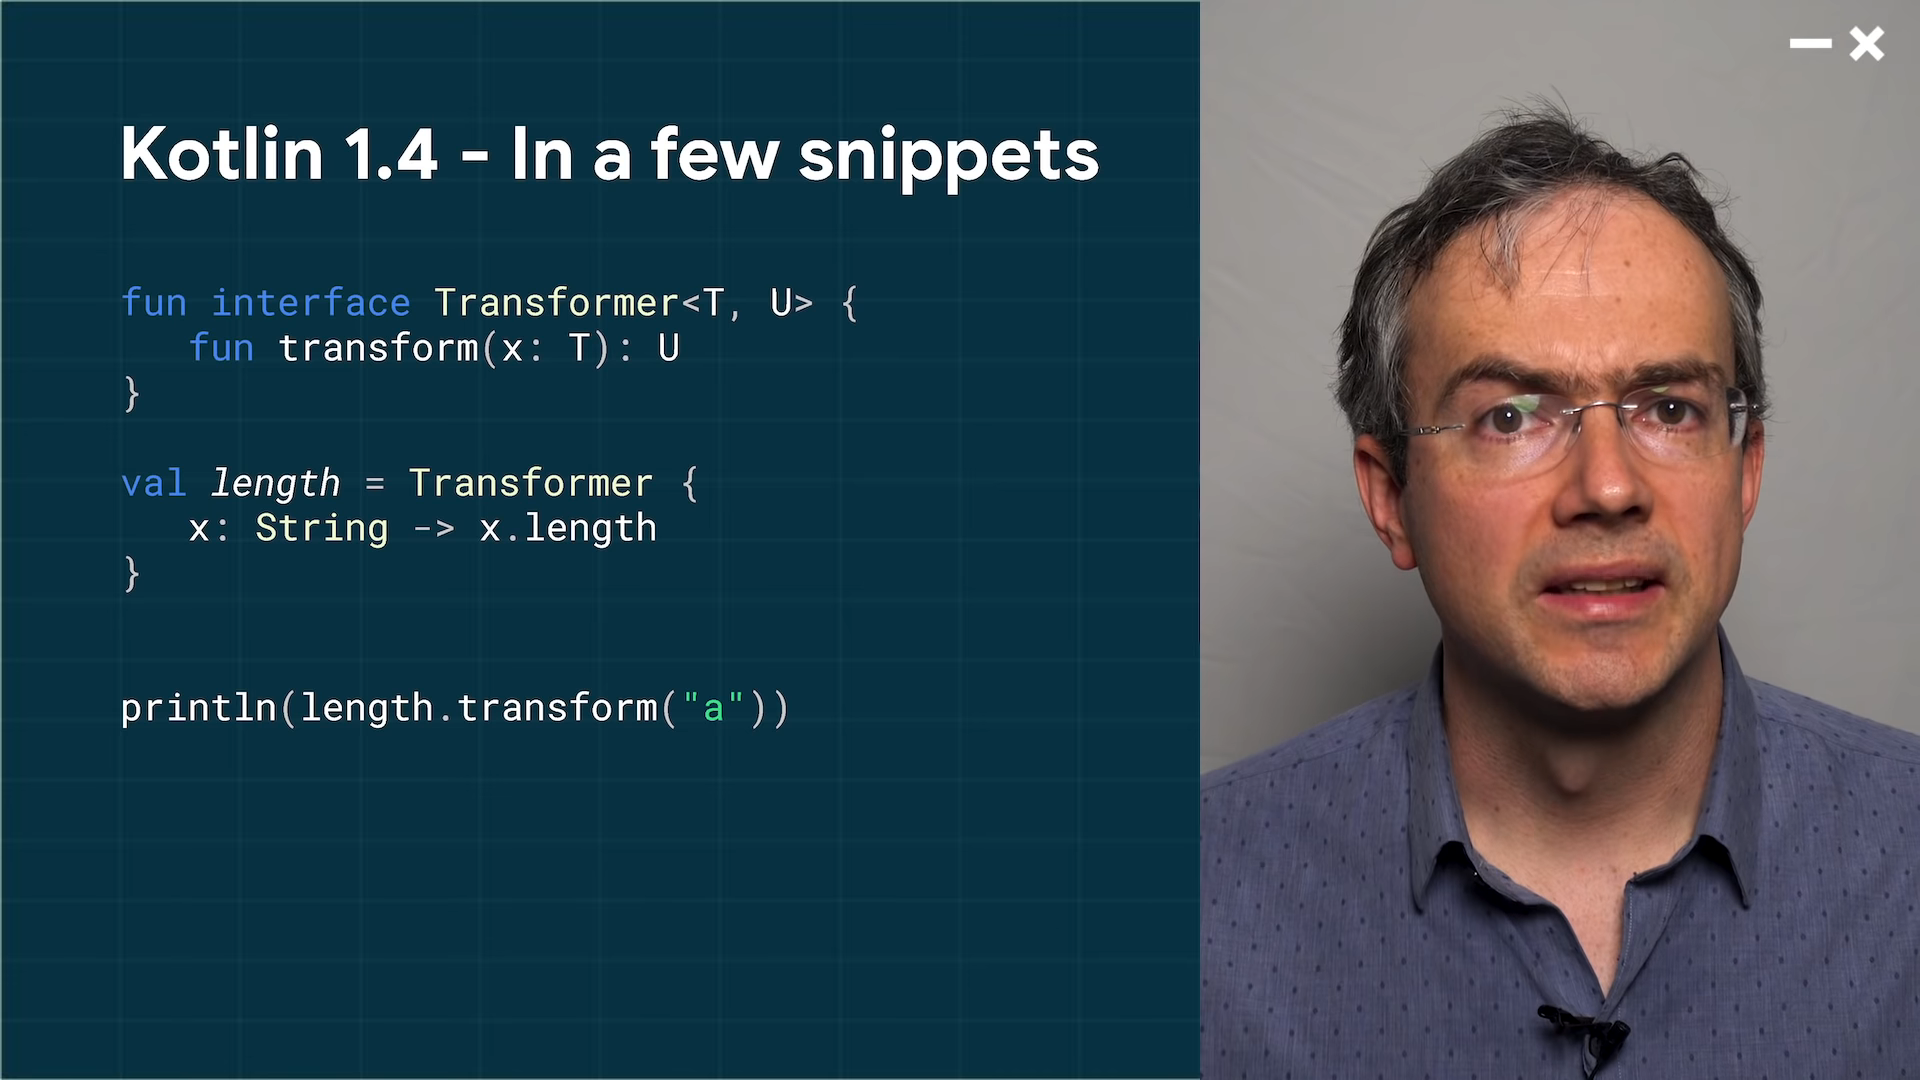 Kotlin 1.4 - In a few snippets
fun interface Transformer<T, U> {
fun transform(x: T): U
}
val length = Transformer {
x: String -> x.length
}
println(length.transform("a"))